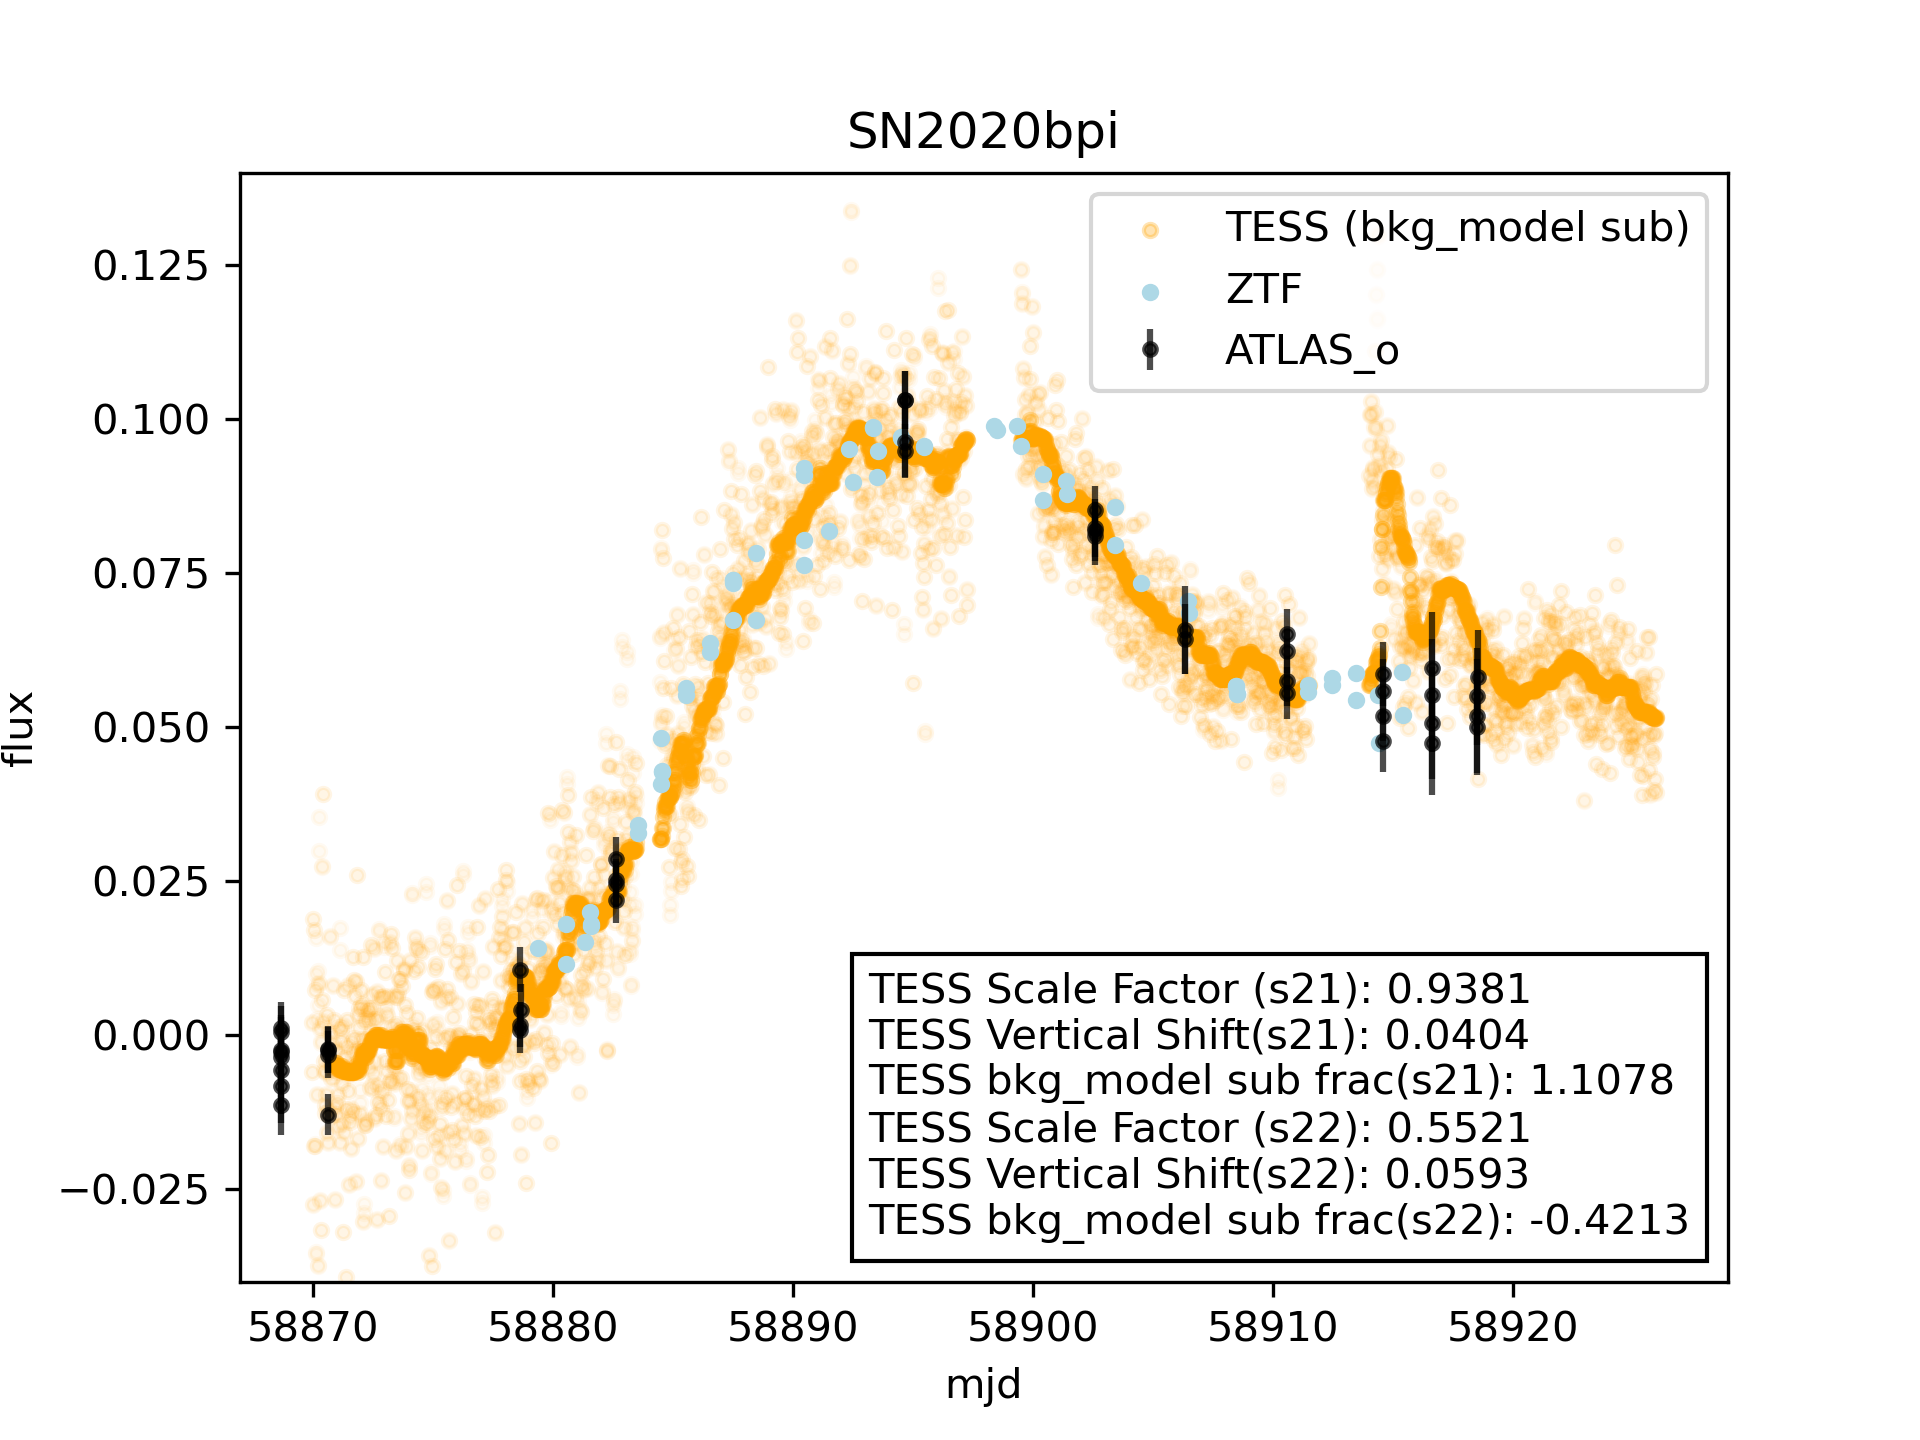 SN2020bpi
TESS (bkg_model sub)
ZTF
ATLAS_o
0.125
0.100
0.075
0.050
0.025
0.000
−0.025
flux
TESS Scale Factor (s21): 0.9381
TESS Vertical Shift(s21): 0.0404
TESS bkg_model sub frac(s21): 1.1078
TESS Scale Factor (s22): 0.5521
TESS Vertical Shift(s22): 0.0593
TESS bkg_model sub frac(s22): -0.4213
58870 58880 58890 58900 58910 58920
mjd